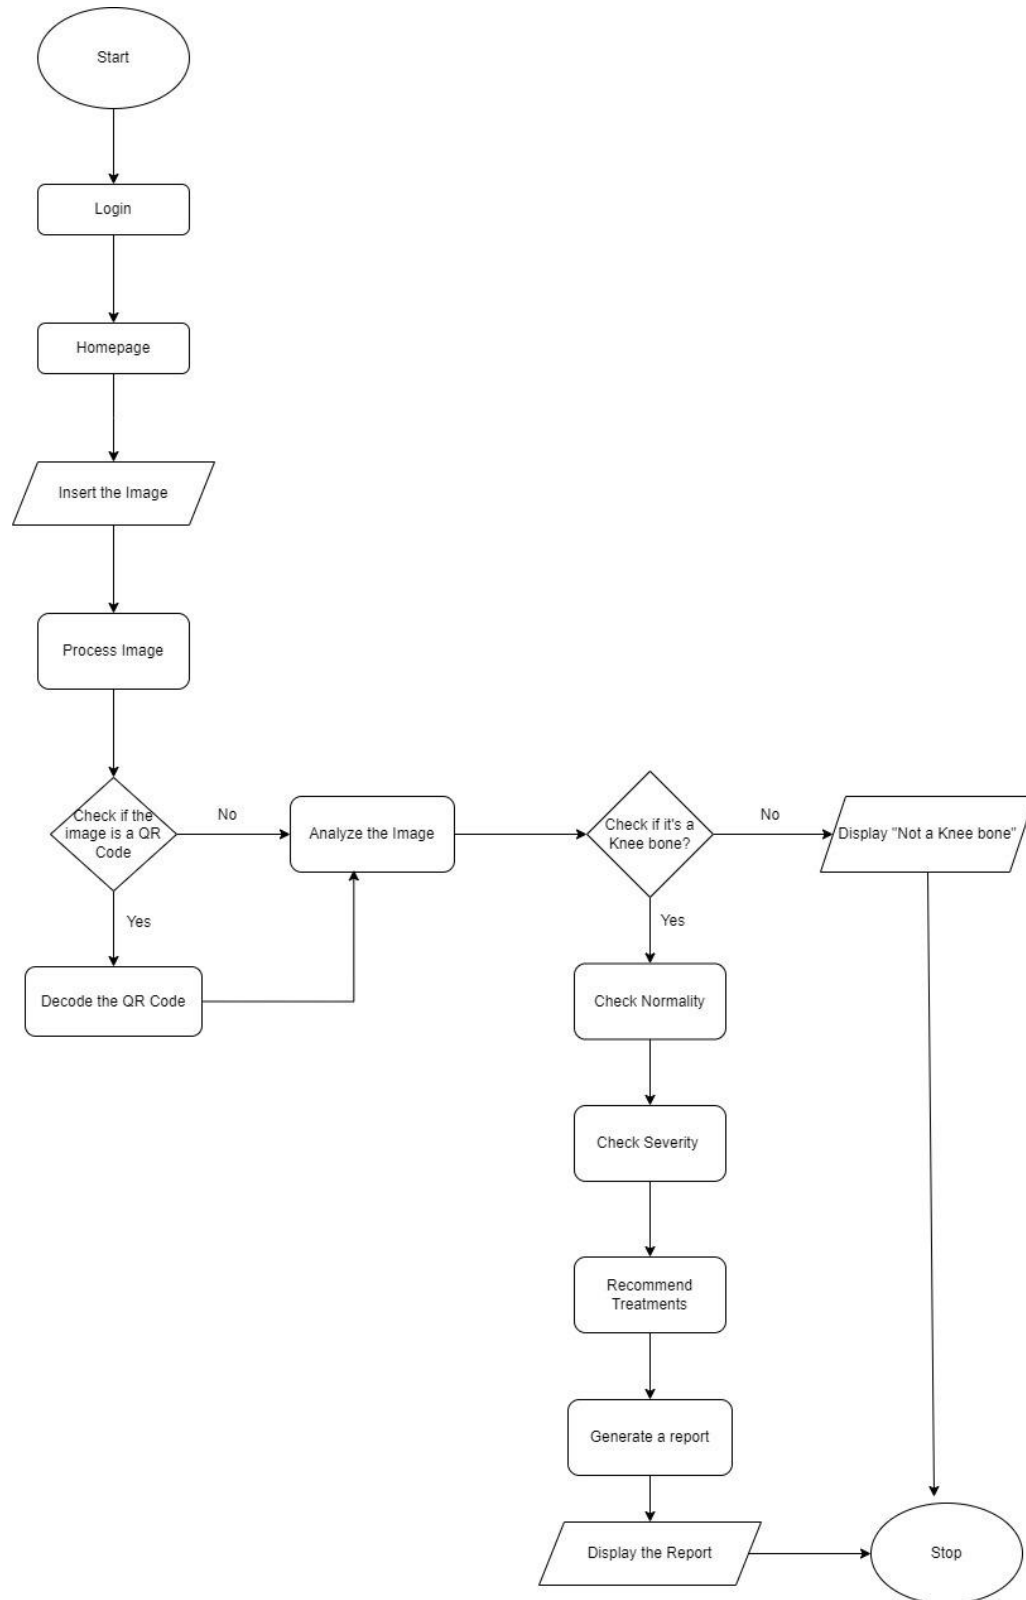 Start
Login
Homepage
Insert the Image
Process Image
Check if the
image is a QR
Code
No
Analyze the Image
Check if it's a
Knee bone?
No
Display "Not a Knee bone"
Yes
Decode the QR Code
Yes
Check Normality
Check Severity
Recommend
Treatments
Generate a report
Display the Report
Stop